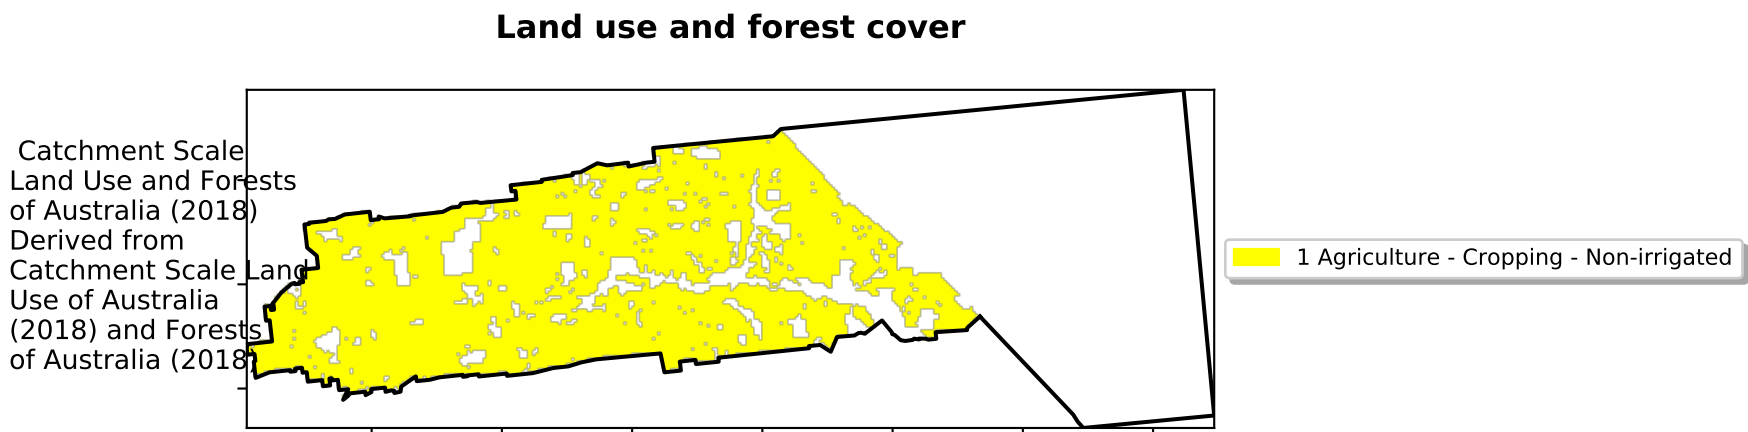 Land use and forest cover
Catchment Scale
Land Use and Forests
of Australia (2018)
Derived from
Catchment Scale Land
Use of Australia
(2018) and Forests
of Australia (2018)
1 Agriculture - Cropping - Non-irrigated